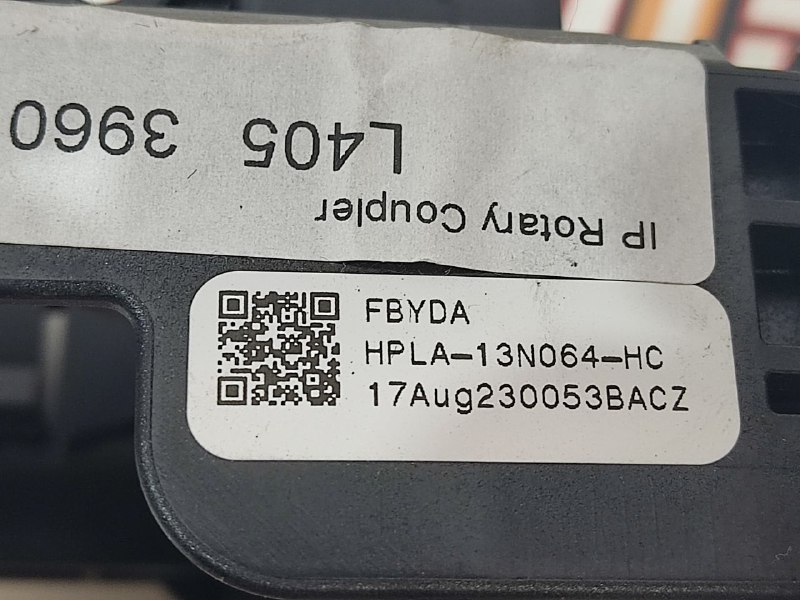 IP Rotary Coupler
L405 3960
FBYDA
HPLA-13N064-HC
17Aug230053BACZ